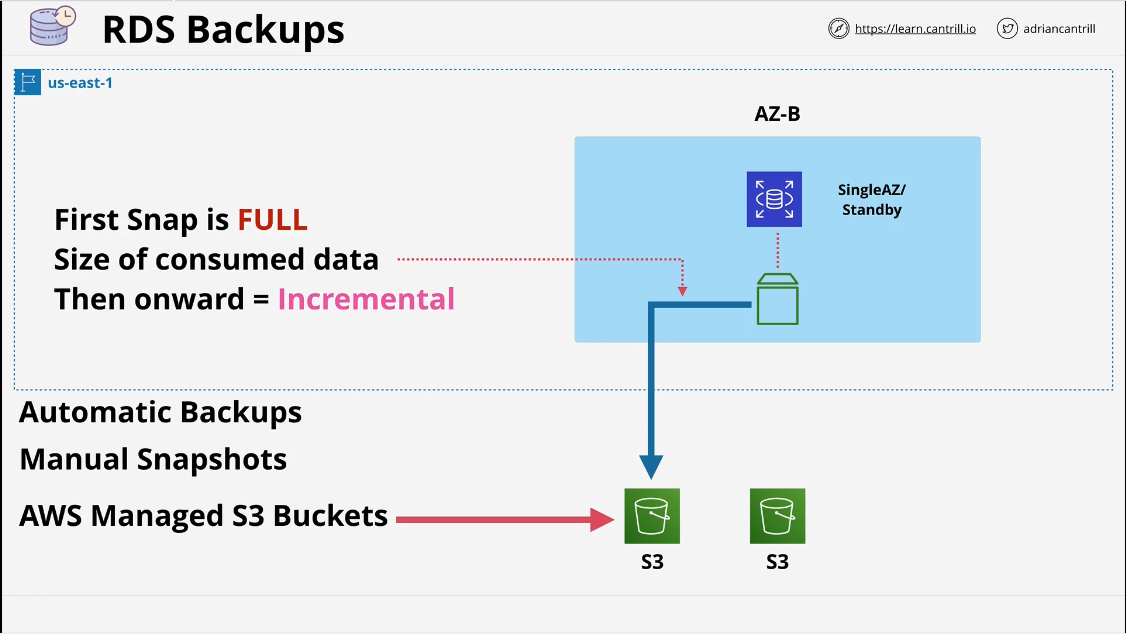 RDS Backups
https://learn.cantrill.io
adriancantrill
us-east-1
AZ-B
SingleAZ/
Standby
First Snap is FULL
Size of consumed data
Then onward = Incremental
Automatic Backups
Manual Snapshots
AWS Managed S3 Buckets
S3
S3